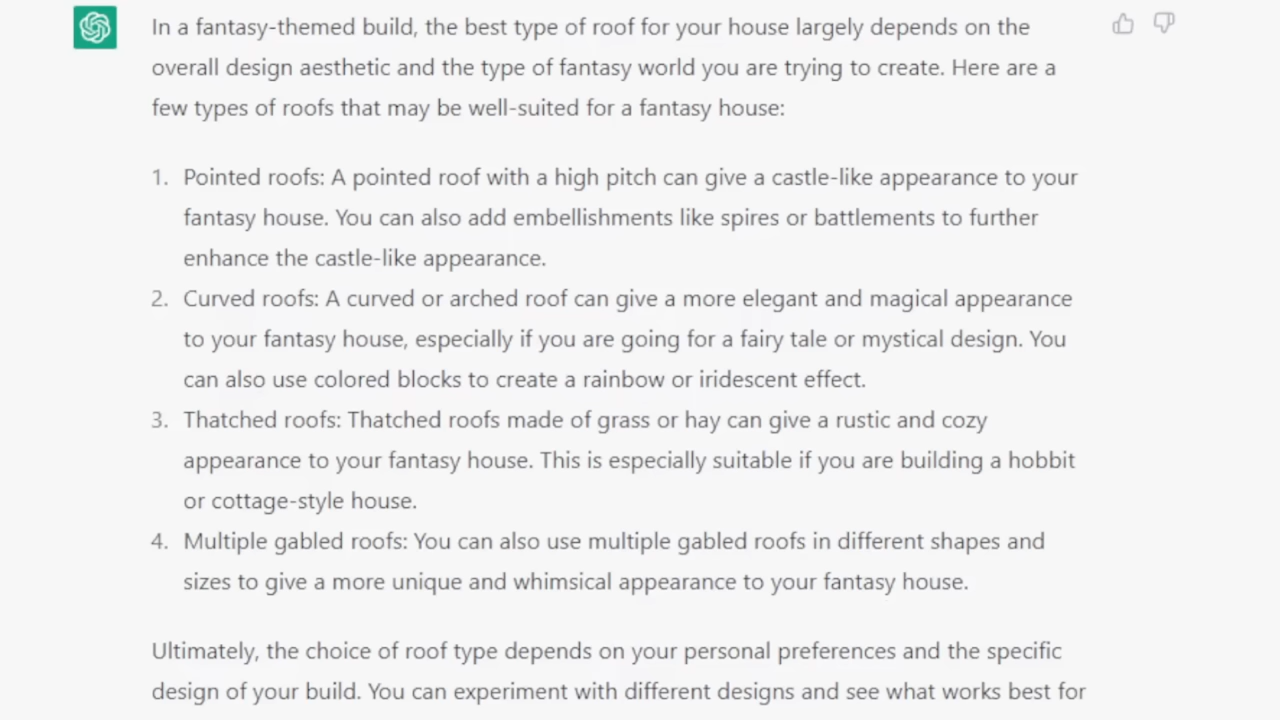 In a fantasy-themed build, the best type of roof for your house largely depends on the
overall design aesthetic and the type of fantasy world you are trying to create. Here are a
few types of roofs that may be well-suited for a fantasy house:
1. Pointed roofs: A pointed roof with a high pitch can give a castle-like appearance to your
fantasy house. You can also add embellishments like spires or battlements to further
enhance the castle-like appearance.
2. Curved roofs: A curved or arched roof can give a more elegant and magical appearance
to your fantasy house, especially if you are going for a fairy tale or mystical design. You
can also use colored blocks to create a rainbow or iridescent effect.
3. Thatched roofs: Thatched roofs made of grass or hay can give a rustic and cozy
appearance to your fantasy house. This is especially suitable if you are building a hobbit
or cottage-style house.
4. Multiple gabled roofs: You can also use multiple gabled roofs in different shapes and
sizes to give a more unique and whimsical appearance to your fantasy house.
Ultimately, the choice of roof type depends on your personal preferences and the specific
design of your build. You can experiment with different designs and see what works best for